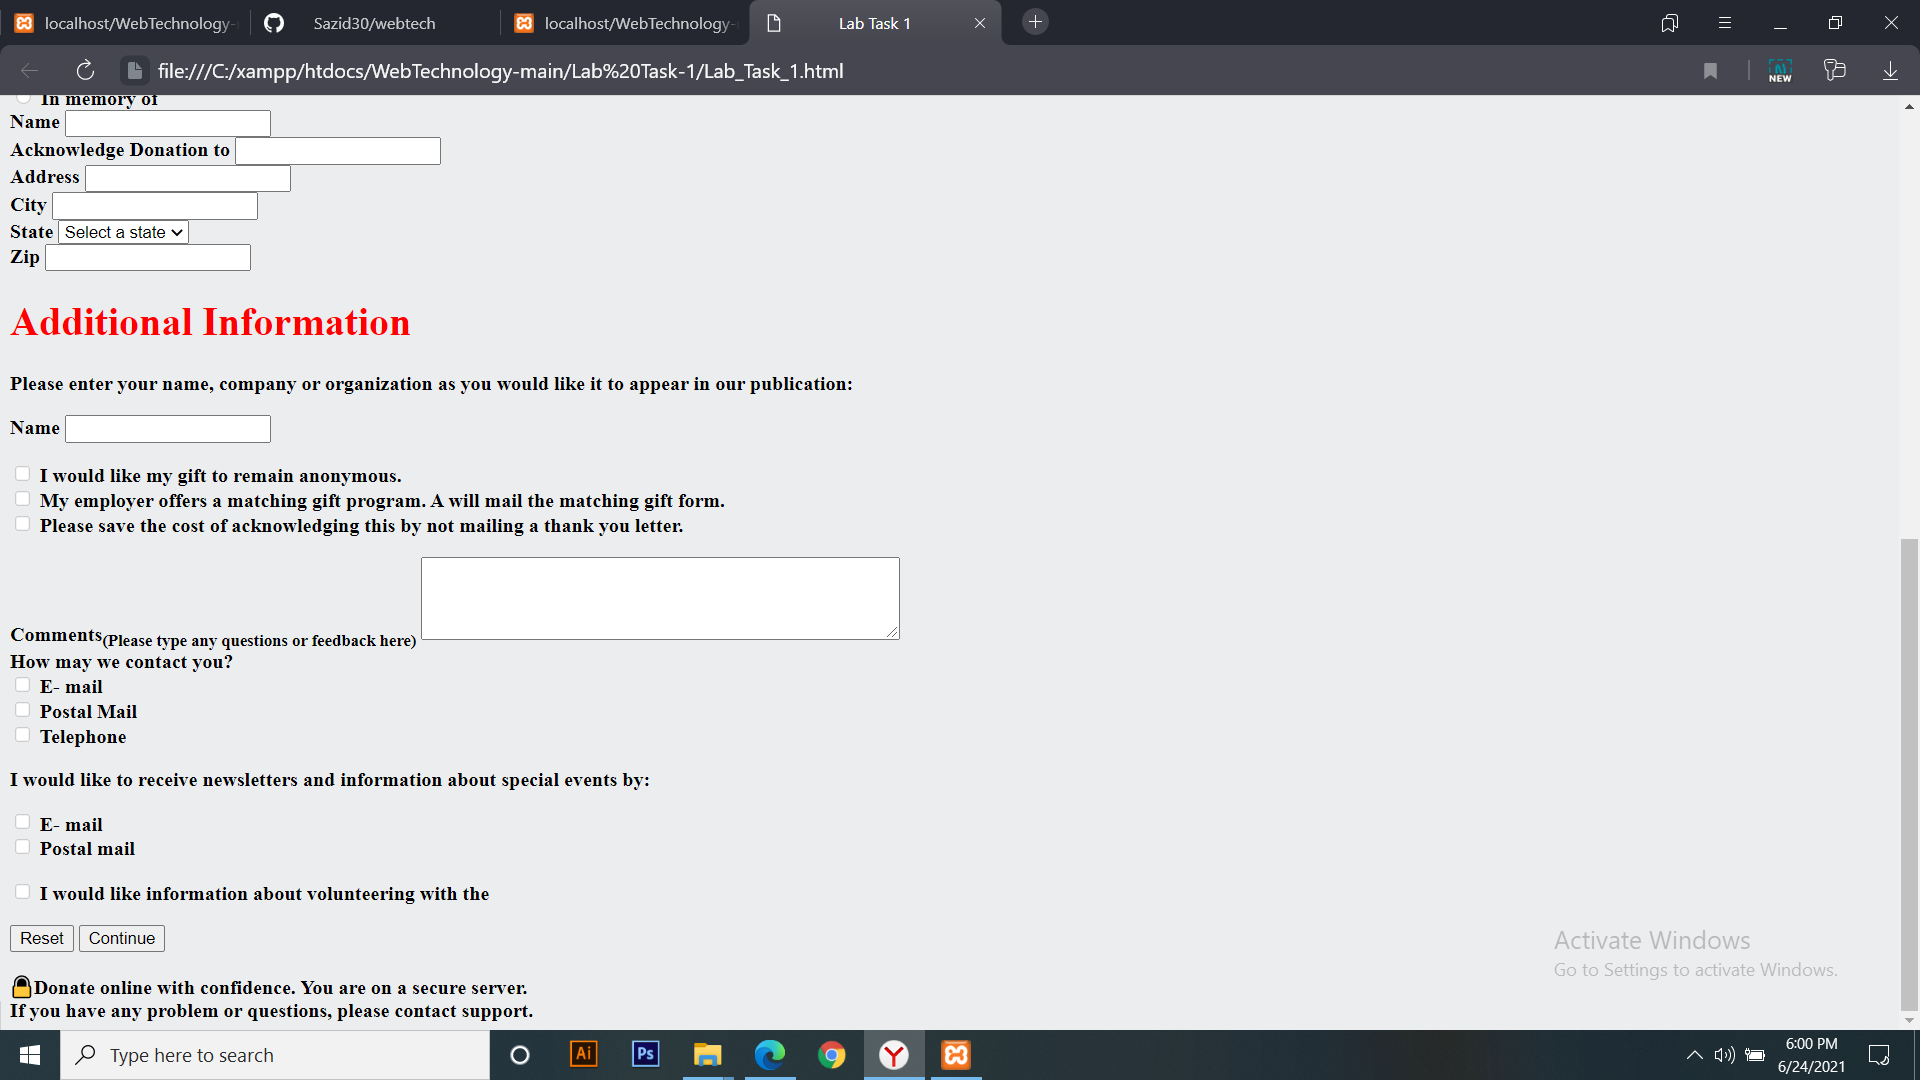 localhost/WebTechnology-
Sazid30/webtech
localhost/WebTechnology-
Lab Task 1
file:///C:/xampp/htdocs/WebTechnology-main/Lab%20Task-1/Lab_Task_1.html
NEW
In memory of
Name
Acknowledge Donation to
Address
City
State Select a state
Zip
Additional Information
Please enter your name, company or organization as you would like it to appear in our publication:
Name
I would like my gift to remain anonymous.
My employer offers a matching gift program. A will mail the matching gift form.
Please save the cost of acknowledging this by not mailing a thank you letter.
Comments(Please type any questions or feedback here)
How may we contact you?
E- mail
Postal Mail
Telephone
I would like to receive newsletters and information about special events by:
E- mail
Postal mail
I would like information about volunteering with the
Reset Continue
Activate Windows
Go to Settings to activate Windows.
Donate online with confidence. You are on a secure server.
If you have any problem or questions, please contact support.
Type here to search
Ai
Ps
Y
6:00 PM
6/24/2021